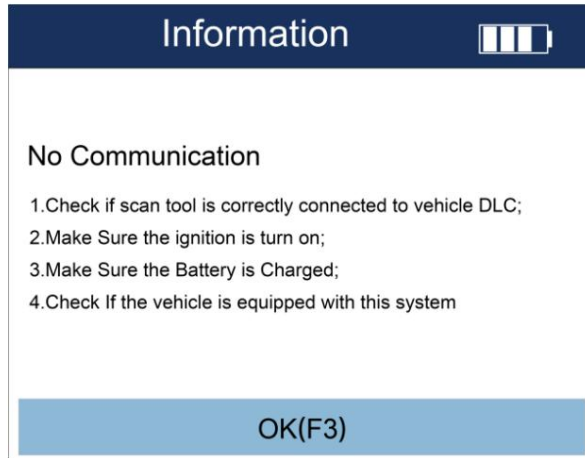 Information
No Communication
1.Check if scan tool is correctly connected to vehicle DLC;
2.Make Sure the ignition is turn on;
3.Make Sure the Battery is Charged;
4.Check If the vehicle is equipped with this system
OK(F3)